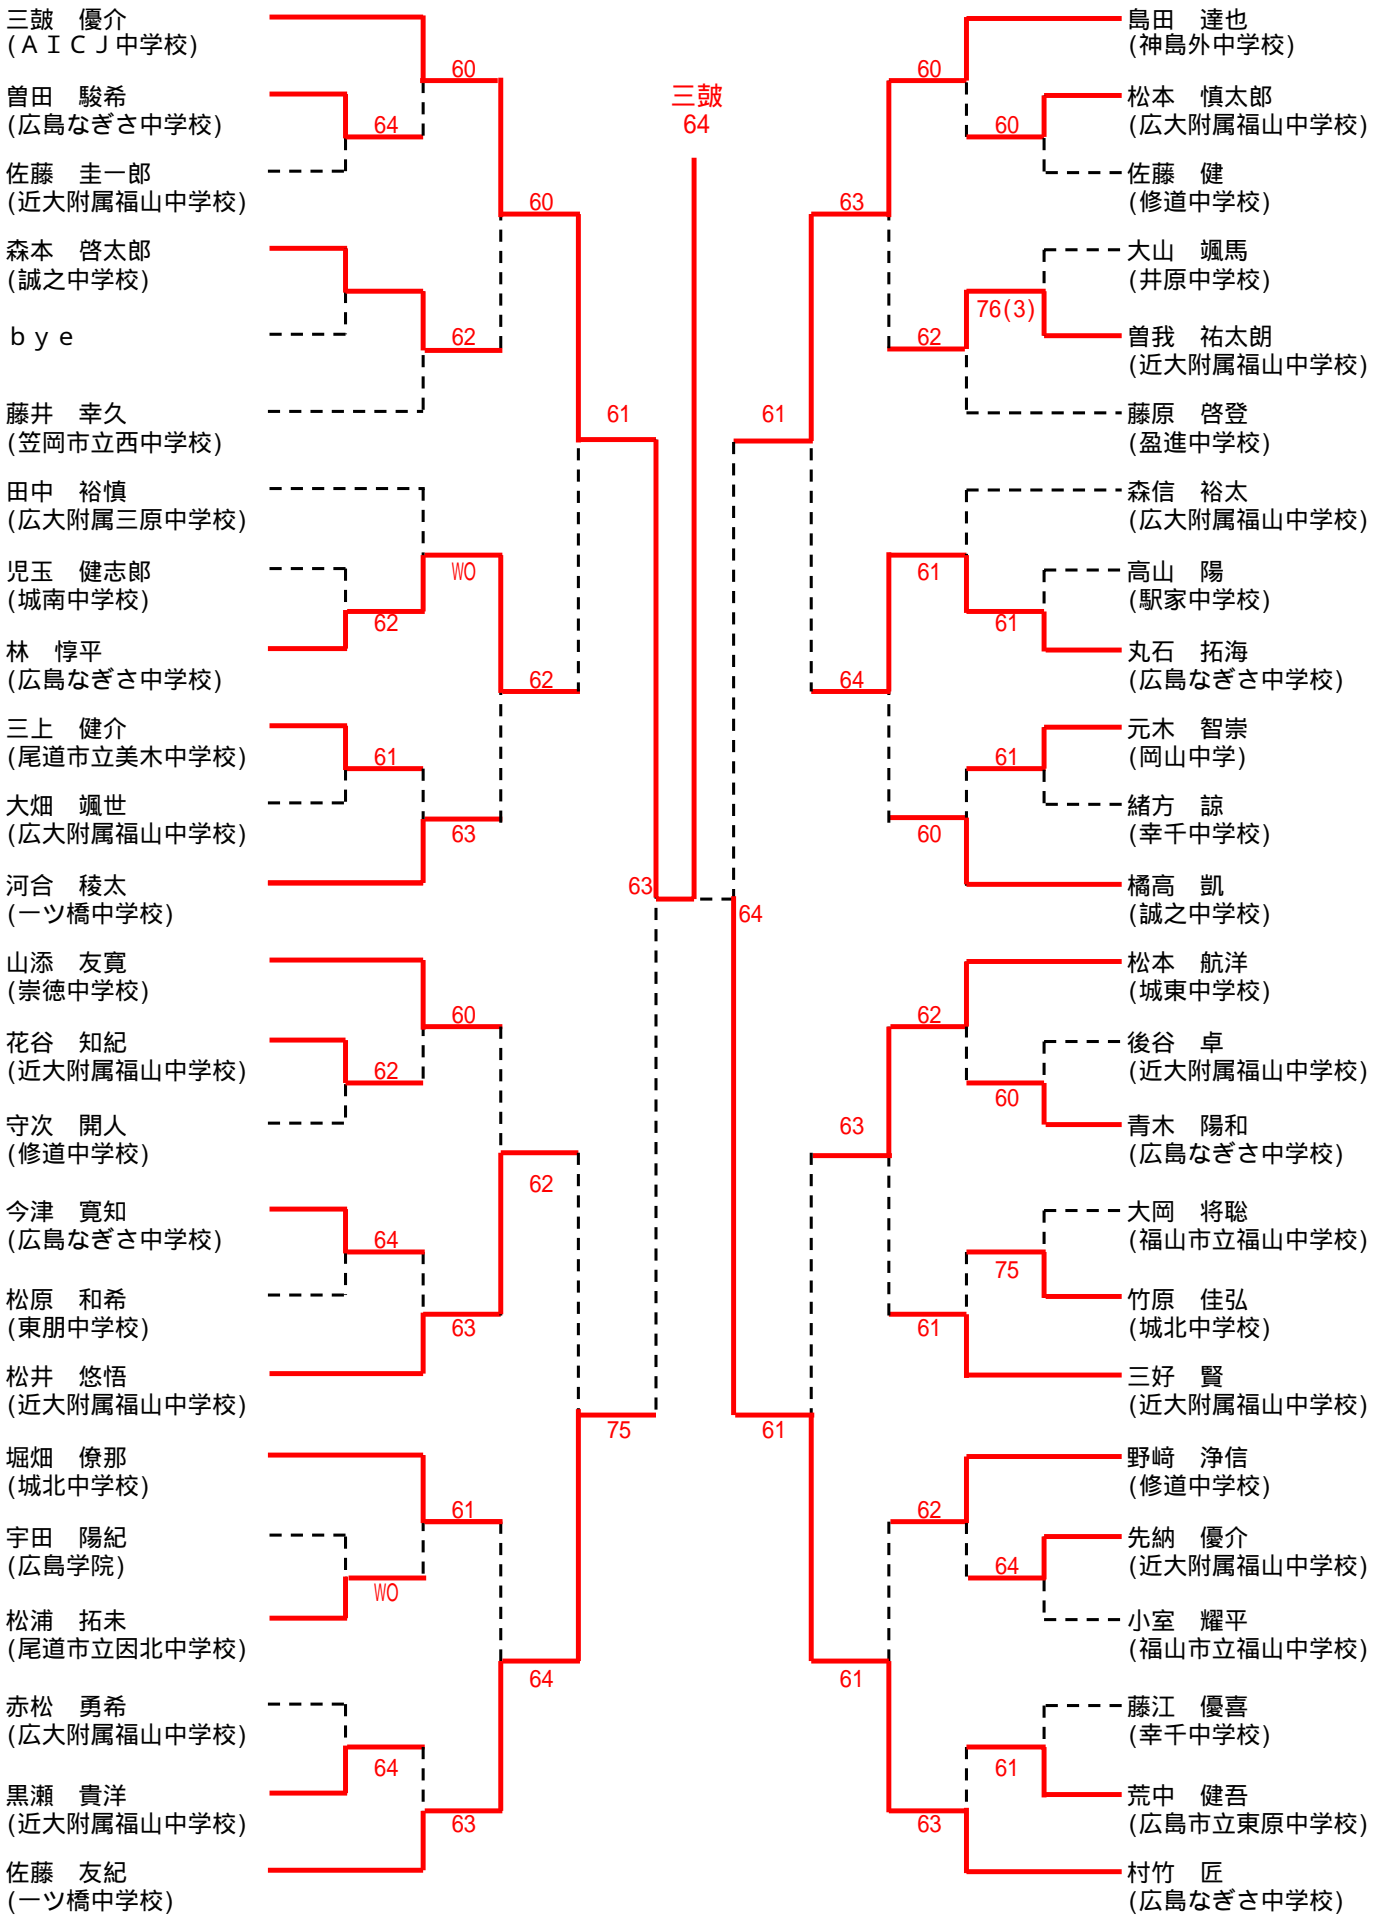 三皷　優介
(ＡＩＣＪ中学校)
曽田　駿希
(広島なぎさ中学校)
佐藤　圭一郎
(近大附属福山中学校)
森本　啓太郎
(誠之中学校)
ｂｙｅ
藤井　幸久
(笠岡市立西中学校)
田中　裕慎
(広大附属三原中学校)
児玉　健志郎
(城南中学校)
林　惇平
(広島なぎさ中学校)
三上　健介
(尾道市立美木中学校)
大畑　颯世
(広大附属福山中学校)
河合　稜太
(一ツ橋中学校)
山添　友寛
(崇徳中学校)
花谷　知紀
(近大附属福山中学校)
守次　開人
(修道中学校)
今津　寛知
(広島なぎさ中学校)
松原　和希
(東朋中学校)
松井　悠悟
(近大附属福山中学校)
堀畑　僚那
(城北中学校)
宇田　陽紀
(広島学院)
松浦　拓未
(尾道市立因北中学校)
赤松　勇希
(広大附属福山中学校)
黒瀬　貴洋
(近大附属福山中学校)
佐藤　友紀
(一ツ橋中学校)
64
62
61
62
64
WO
64
60
62
WO
63
60
63
61
63
60
62
62
64
61
75
63
三皷
64
64
61
61
63
64
63
61
60
62
61
60
62
61
62
63
60
76(3)
61
61
60
75
64
61
島田　達也
(神島外中学校)
松本　慎太郎
(広大附属福山中学校)
佐藤　健
(修道中学校)
大山　颯馬
(井原中学校)
曽我　祐太朗
(近大附属福山中学校)
藤原　啓登
(盈進中学校)
森信　裕太
(広大附属福山中学校)
高山　陽
(駅家中学校)
丸石　拓海
(広島なぎさ中学校)
元木　智崇
(岡山中学)
緒方　諒
(幸千中学校)
橘高　凱
(誠之中学校)
松本　航洋
(城東中学校)
後谷　卓
(近大附属福山中学校)
青木　陽和
(広島なぎさ中学校)
大岡　将聡
(福山市立福山中学校)
竹原　佳弘
(城北中学校)
三好　賢
(近大附属福山中学校)
野﨑　浄信
(修道中学校)
先納　優介
(近大附属福山中学校)
小室　耀平
(福山市立福山中学校)
藤江　優喜
(幸千中学校)
荒中　健吾
(広島市立東原中学校)
村竹　匠
(広島なぎさ中学校)